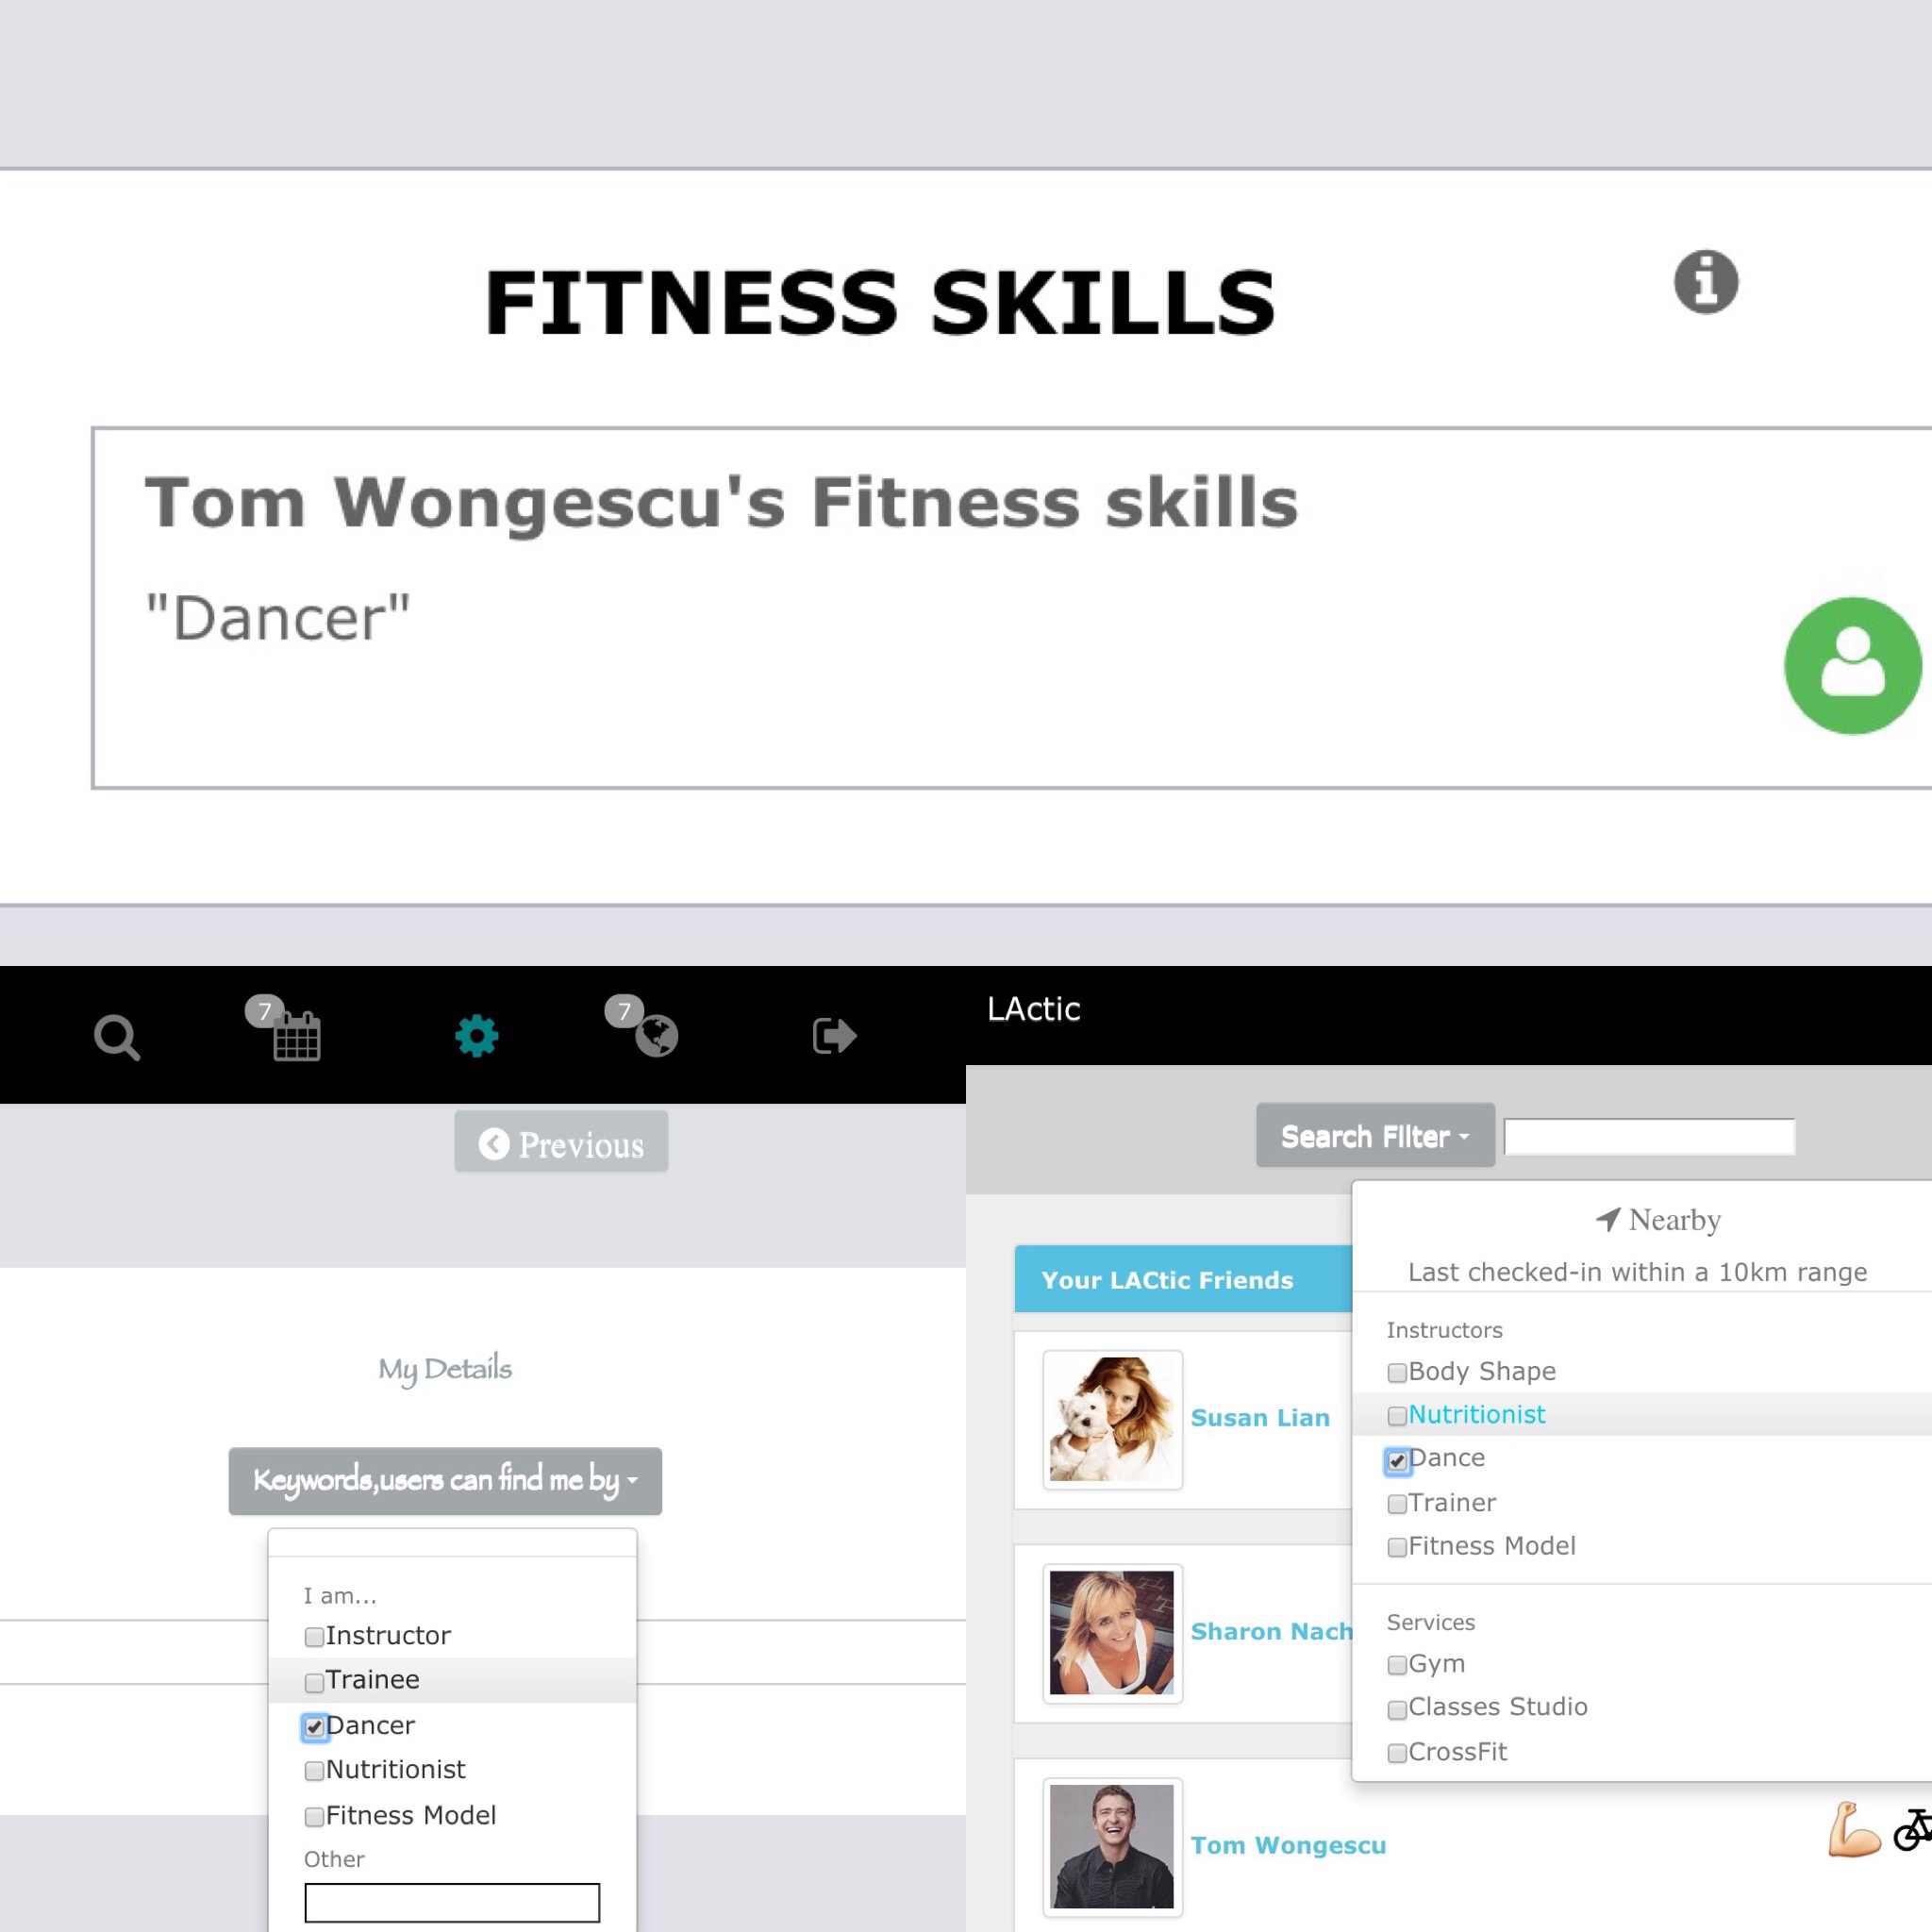 FITNESS SKILLS
Tom Wongescu's Fitness skills
"Dancer"
7
7
Previous
My Details
Keywords,users can find me by
I am...
Instructor
Trainee
Dancer
Nutritionist
Fitness Model
Other
LActic
Search Filter
Nearby
Last checked-in within a 10km range
Instructors
Body Shape
Nutritionist
Dance
Trainer
Fitness Model
Services
Gym
Classes Studio
CrossFit
Your LACtic Friends
Susan Lian
Sharon Nach
Tom Wongescu